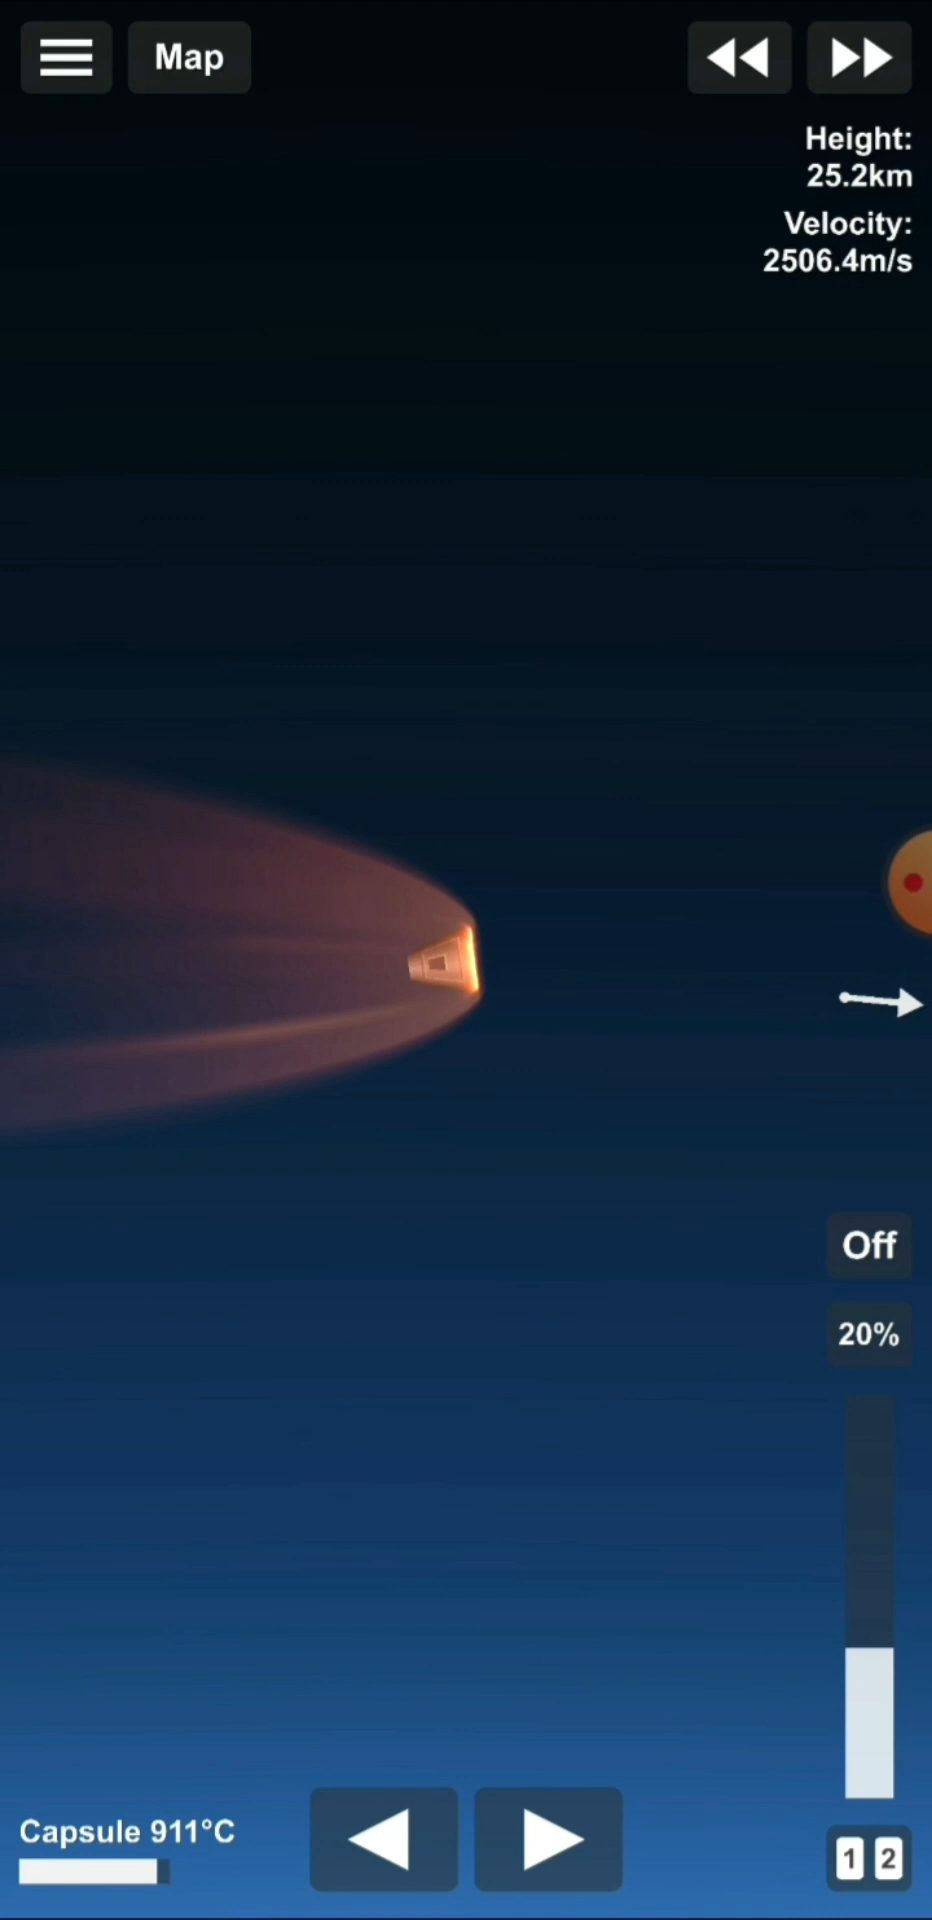 Map
Height:
25.2km
Velocity:
2506.4m/s
Off
20%
Capsule 911°C
1 2